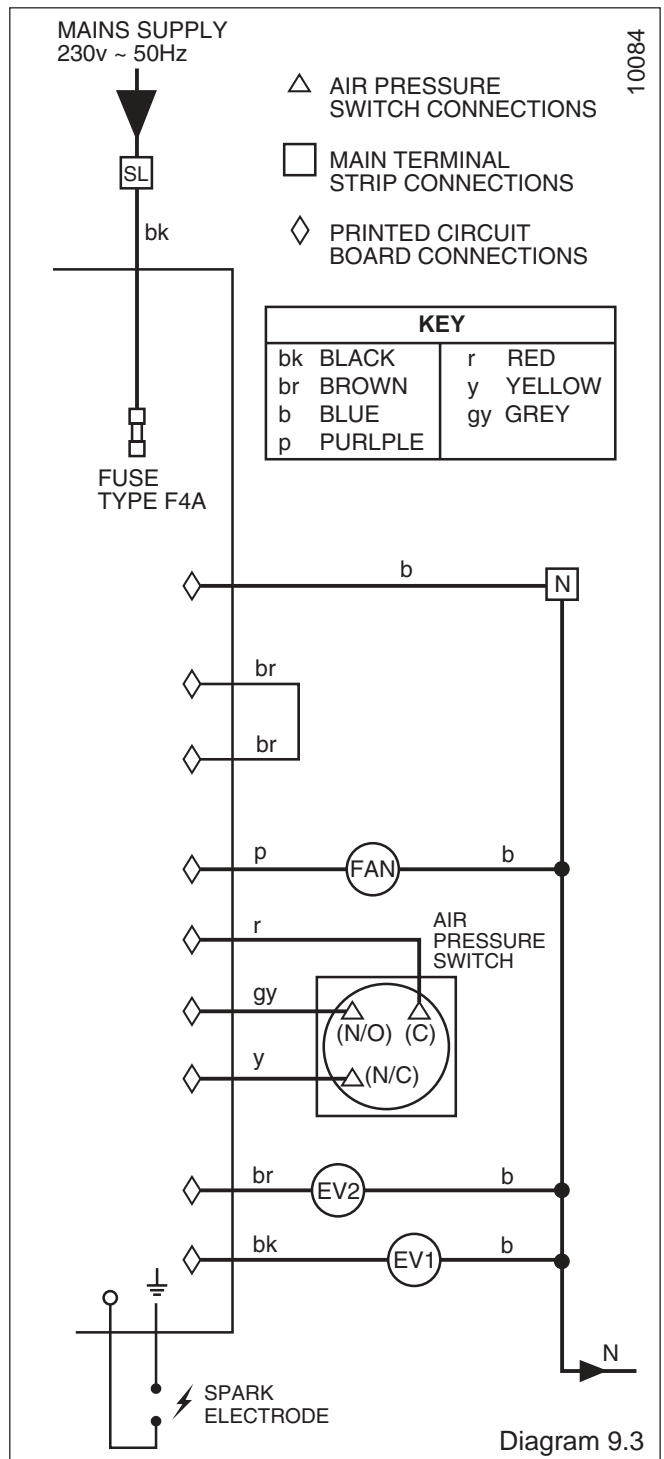 MAINS SUPPLY
230v ~ 50Hz
10084
AIR PRESSURE
SWITCH CONNECTIONS
SL
MAIN TERMINAL
STRIP CONNECTIONS
bk
PRINTED CIRCUIT
BOARD CONNECTIONS
KEY
bk BLACK r RED
br BROWN y YELLOW
b BLUE gy GREY
p PURLPLE
FUSE
TYPE F4A
b
N
br
br
p FAN b
r
AIR
PRESSURE
SWITCH
gy
(N/O) (C)
y
(N/C)
br EV2 b
bk EV1 b
N
SPARK
ELECTRODE
Diagram 9.3